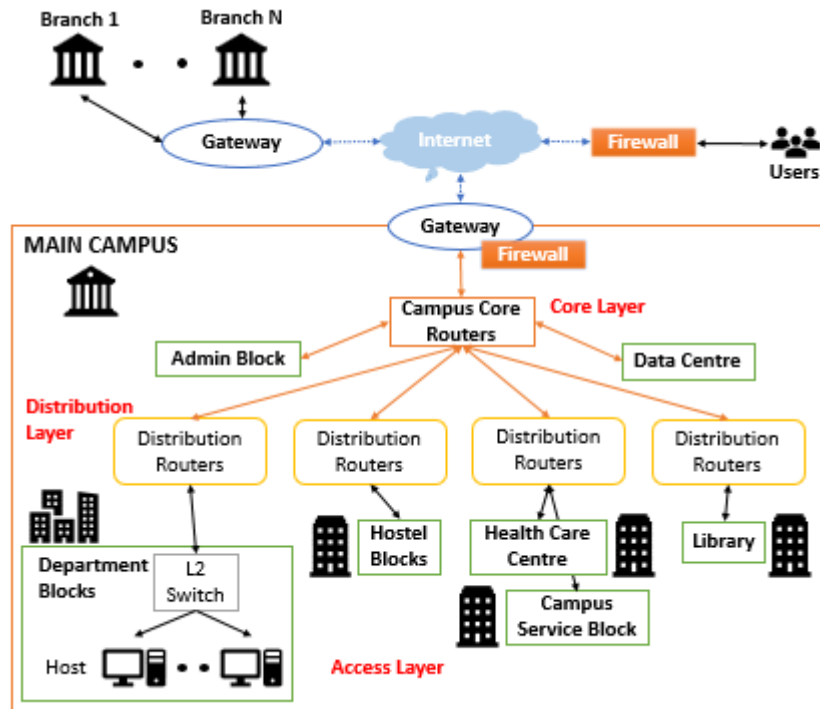 Branch 1
Branch N
Gateway
Internet
Firewall
Users
Gateway
Firewall
MAIN CAMPUS
Campus Core
Routers
Core Layer
Admin Block
Data Centre
Distribution
Layer
Distribution
Routers
Distribution
Routers
Distribution
Routers
Distribution
Routers
Department
Blocks
L2
Switch
Hostel
Blocks
Health Care
Centre
Library
Campus
Service Block
Host
Access Layer